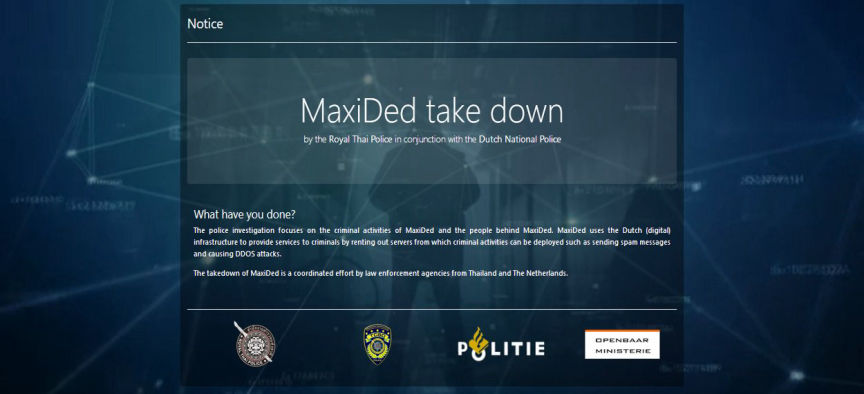 Notice
MaxiDed take down
by the Royal Thai Police in conjunction with the Dutch National Police
What have you done?
The police investigation focuses on the criminal activities of MaxiDed and the people behind MaxiDed. MaxiDed uses the Dutch (digital)
infrastructure to provide services to criminals by renting out servers from which criminal activities can be deployed such as sending spam messages
and causing DDOS attacks.
The takedown of MaxiDed is a coordinated effort by law enforcement agencies from Thailand and The Netherlands.
POLITIE
OPENBAAR
MINISTERIE